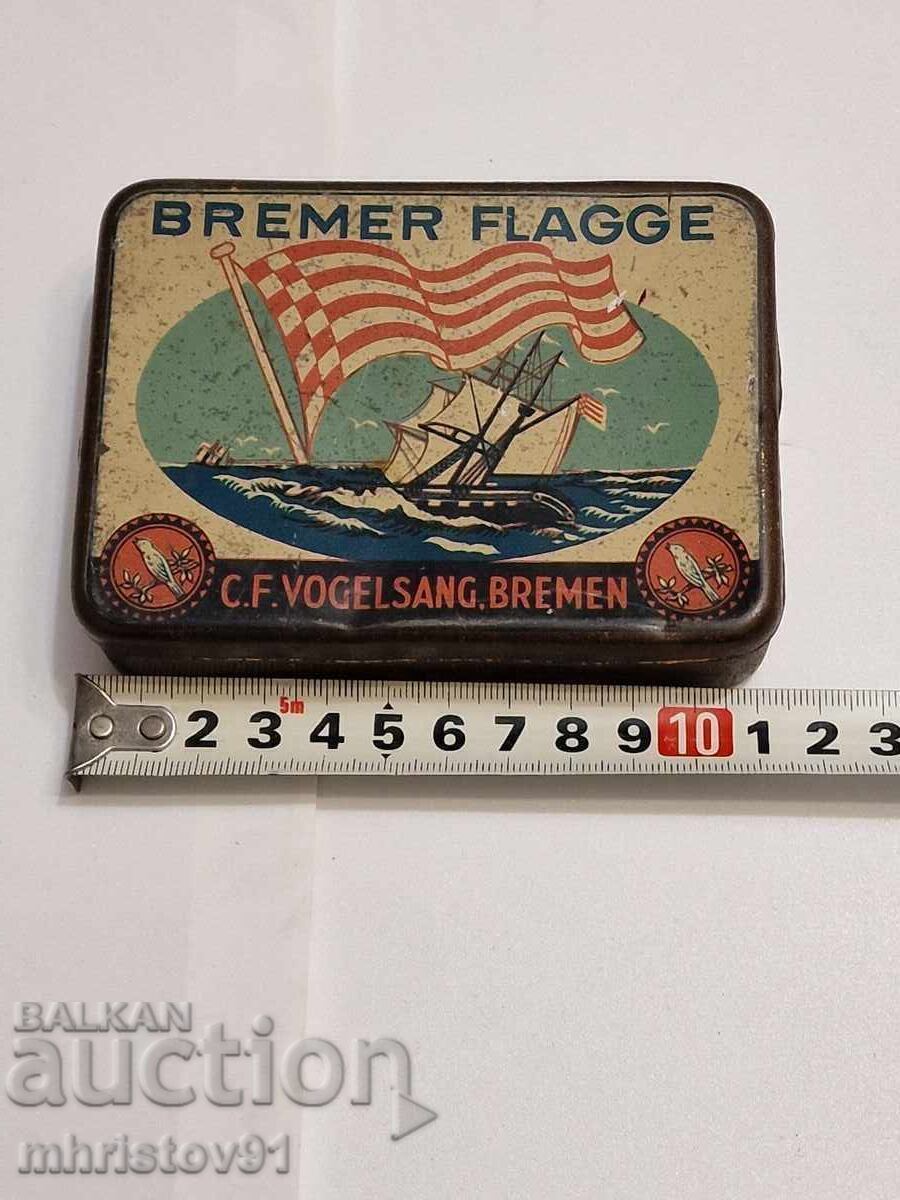 BREMER FLAGGE
C.F. VOGELSANG, BREMEN
5m
2 3 4 5 6 7 8 9 10 1 2 3
BALKAN
auction
mhristov91